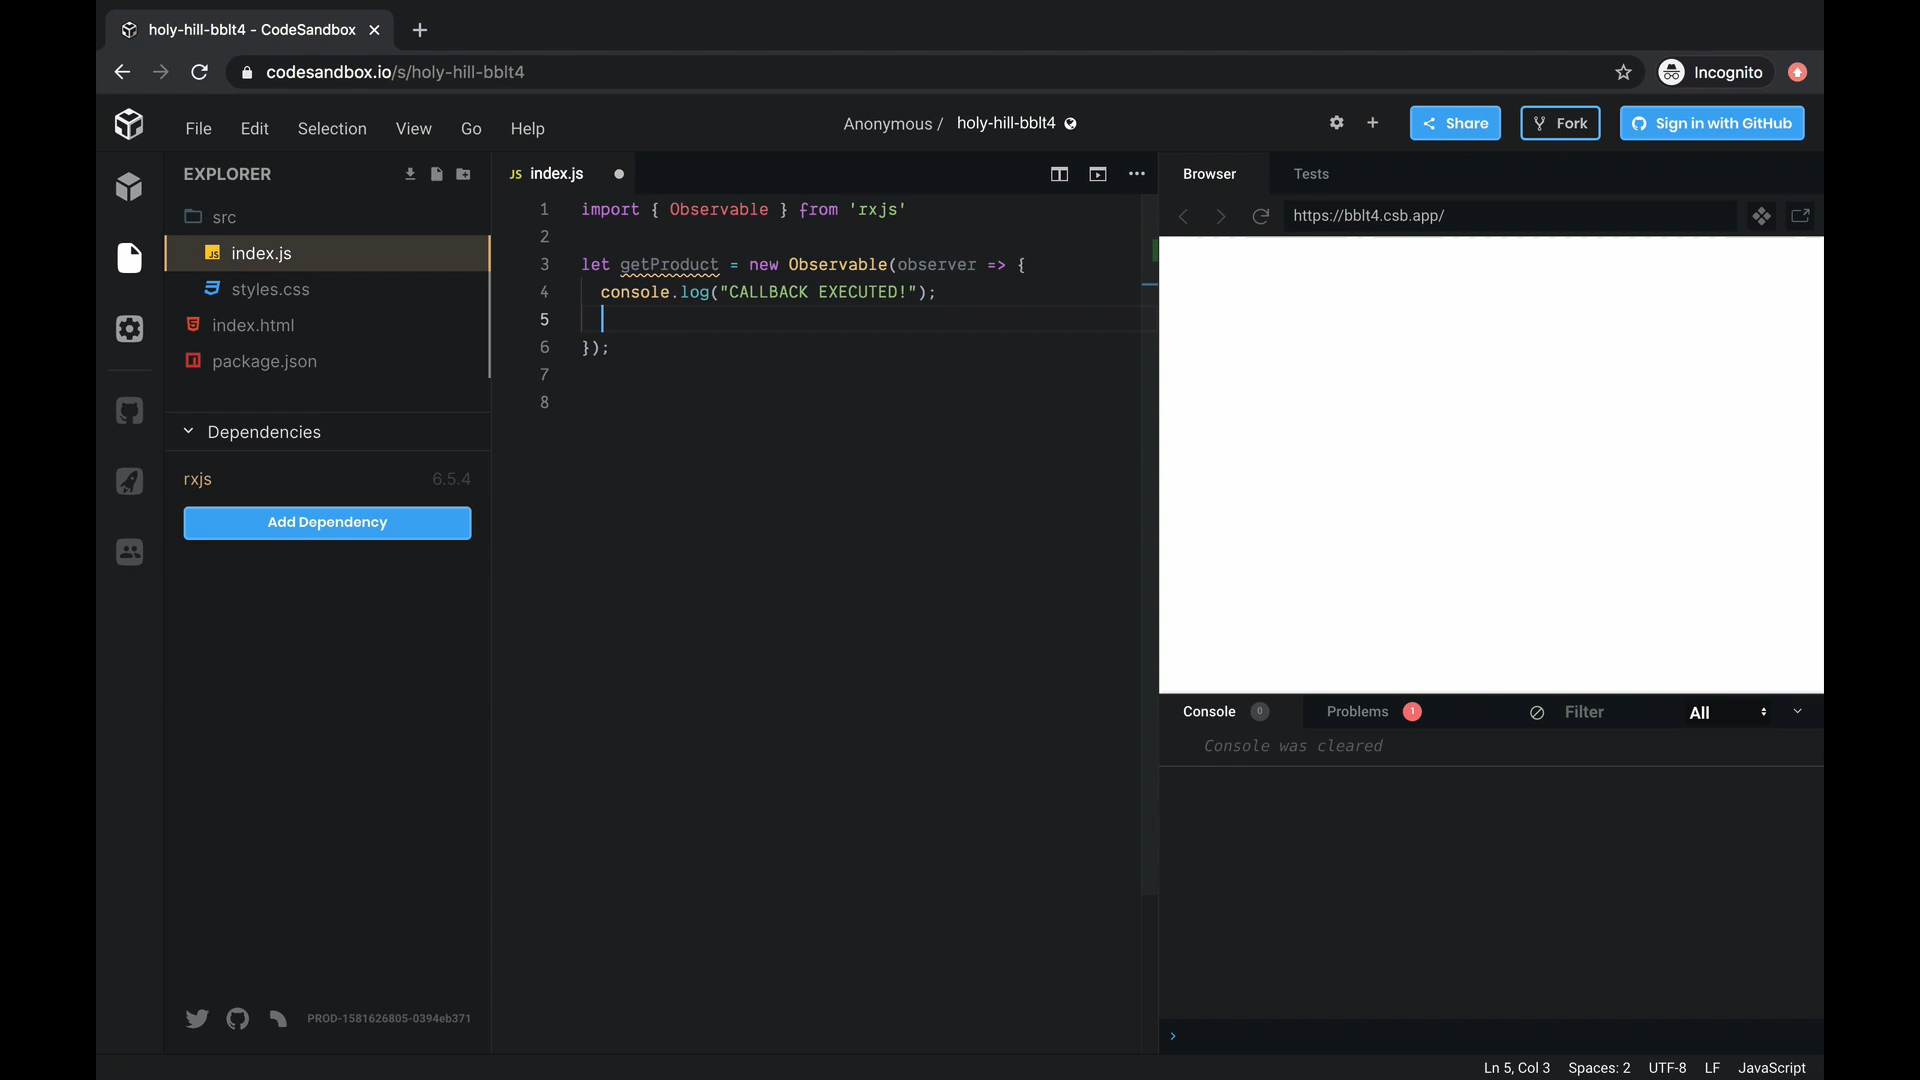 holy-hill-bblt4 - CodeSandbox
codesandbox.io/s/holy-hill-bblt4
Incognito
File Edit Selection View Go Help
Anonymous / holy-hill-bblt4
Share
Fork
Sign in with GitHub
EXPLORER
src
JS index.js
styles.css
index.html
package.json
Dependencies
rxjs 6.5.4
Add Dependency
PROD-1581626805-0394eb371
JS index.js
1 import { Observable } from 'rxjs'
2
3 let getProduct = new Observable(observer => {
4 console.log("CALLBACK EXECUTED!");
5
6 });
7
8
Browser Tests
https://bblt4.csb.app/
Console 0 Problems 1 Filter All
Console was cleared
Ln 5, Col 3 Spaces: 2 UTF-8 LF JavaScript